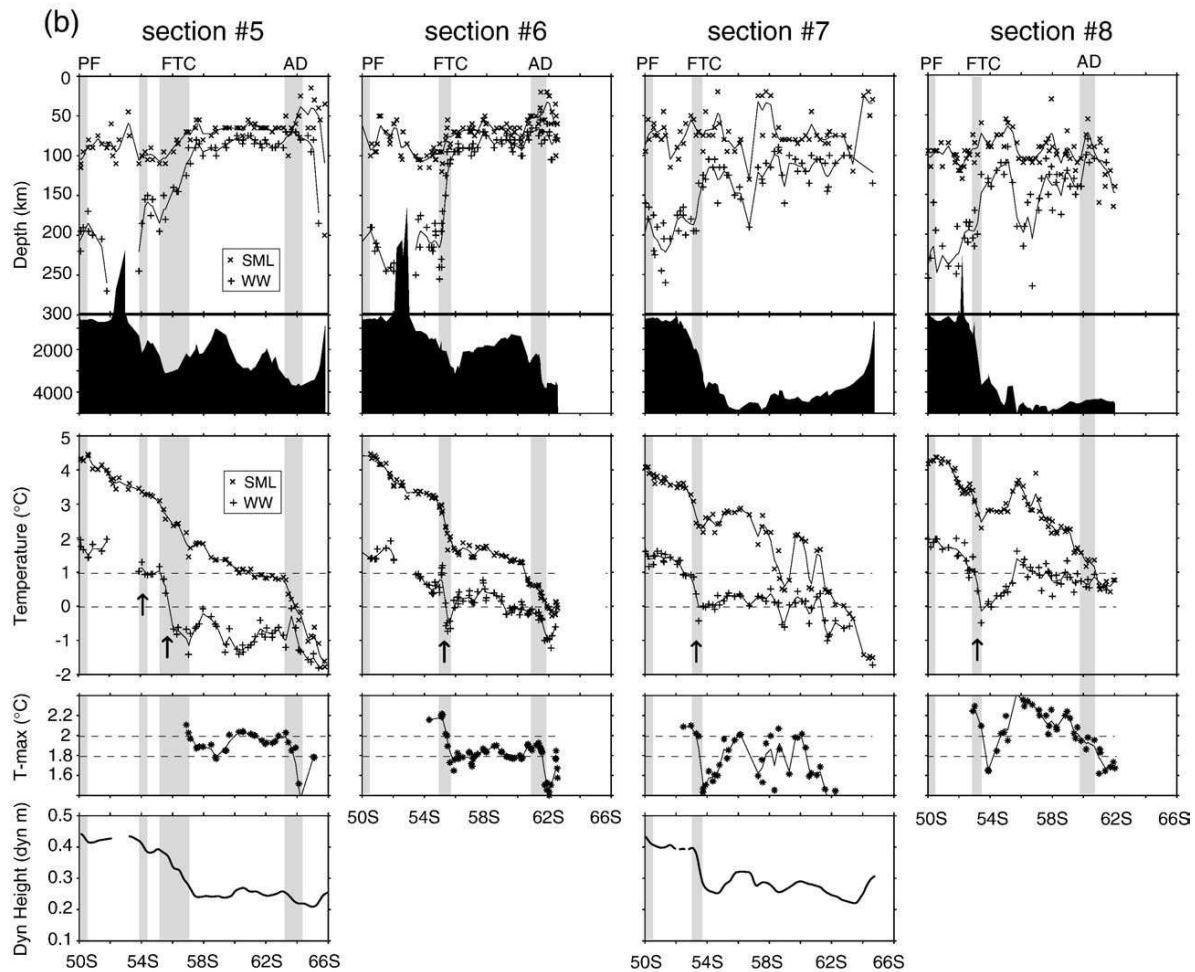 (b)
section #5 section #6 section #7 section #8
PF FTC AD PF FTC AD PF FTC PF FTC AD
0
50
100
150
200
250
300
Depth (km)
× SML
+ WW
2000
4000
5
4
3
2
1
0
-1
-2
Temperature (°C)
× SML
+ WW
2.2
2
1.8
1.6
T-max (°C)
50S 54S 58S 62S 66S 50S 54S 58S 62S 66S
0.5
0.4
0.3
0.2
0.1
Dyn Height (dyn m)
50S 54S 58S 62S 66S 50S 54S 58S 62S 66S